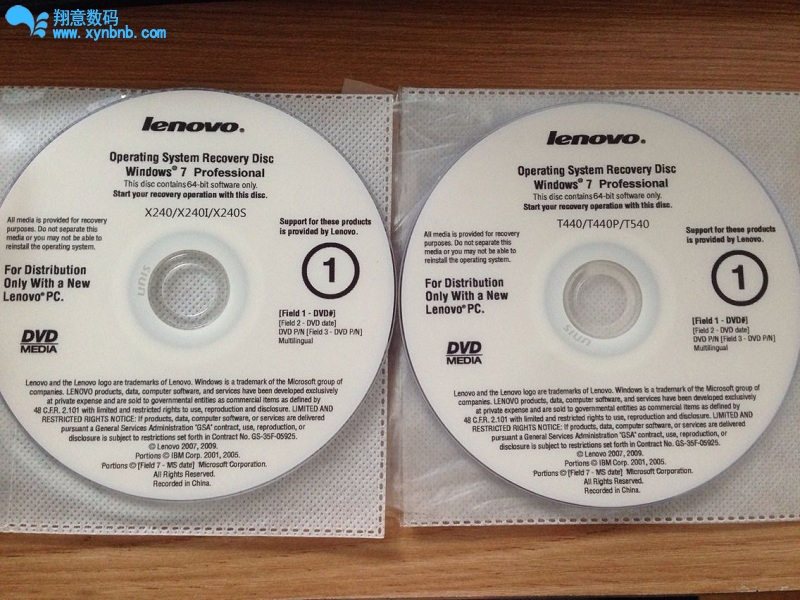 翔意数码
www.xynbnb.com
lenovo.
Operating System Recovery Disc
Windows® 7 Professional
This disc contains 64-bit software only.
Start your recovery operation with this disc.
X240/X240I/X240S
All media is provided for recovery
purposes. Do not separate this
media or you may not be able to
reinstall the operating system.
Support for these products
is provided by Lenovo.
1
For Distribution
Only With a New
Lenovo® PC.
[Field 1 - DVD#]
[Field 2 - DVD date]
DVD P/N [Field 3 - DVD P/N]
Multilingual
DVD
MEDIA
Lenovo and the Lenovo logo are trademarks of Lenovo. Windows is a trademark of the Microsoft group of
companies. LENOVO products, data, computer software, and services have been developed exclusively
at private expense and are sold to governmental entities as commercial items as defined by
48 C.F.R. 2.101 with limited and restricted rights to use, reproduction and disclosure. LIMITED AND
RESTRICTED RIGHTS NOTICE: If products, data, computer software, or services are delivered
pursuant a General Services Administration "GSA" contract, use, reproduction, or
disclosure is subject to restrictions set forth in Contract No. GS-35F-05925.
© Lenovo 2007, 2009.
Portions © IBM Corp. 2001, 2005.
Portions © [Field 7 - MS date] Microsoft Corporation.
All Rights Reserved.
Recorded in China.
SINU
lenovo.
Operating System Recovery Disc
Windows® 7 Professional
This disc contains 64-bit software only.
Start your recovery operation with this disc.
T440/T440P/T540
All media is provided for recovery
purposes. Do not separate this
media or you may not be able to
reinstall the operating system.
Support for these products
is provided by Lenovo.
1
For Distribution
Only With a New
Lenovo® PC.
[Field 1 - DVD#]
[Field 2 - DVD date]
DVD P/N [Field 3 - DVD P/N]
Multilingual
DVD
MEDIA
Lenovo and the Lenovo logo are trademarks of Lenovo. Windows is a trademark of the Microsoft group of
companies. LENOVO products, data, computer software, and services have been developed exclusively
at private expense and are sold to governmental entities as commercial items as defined by
48 C.F.R. 2.101 with limited and restricted rights to use, reproduction and disclosure. LIMITED AND
RESTRICTED RIGHTS NOTICE: If products, data, computer software, or services are delivered
pursuant a General Services Administration "GSA" contract, use, reproduction, or
disclosure is subject to restrictions set forth in Contract No. GS-35F-05925.
© Lenovo 2007, 2009.
Portions © IBM Corp. 2001, 2005.
Portions © [Field 7 - MS date] Microsoft Corporation.
All Rights Reserved.
Recorded in China.